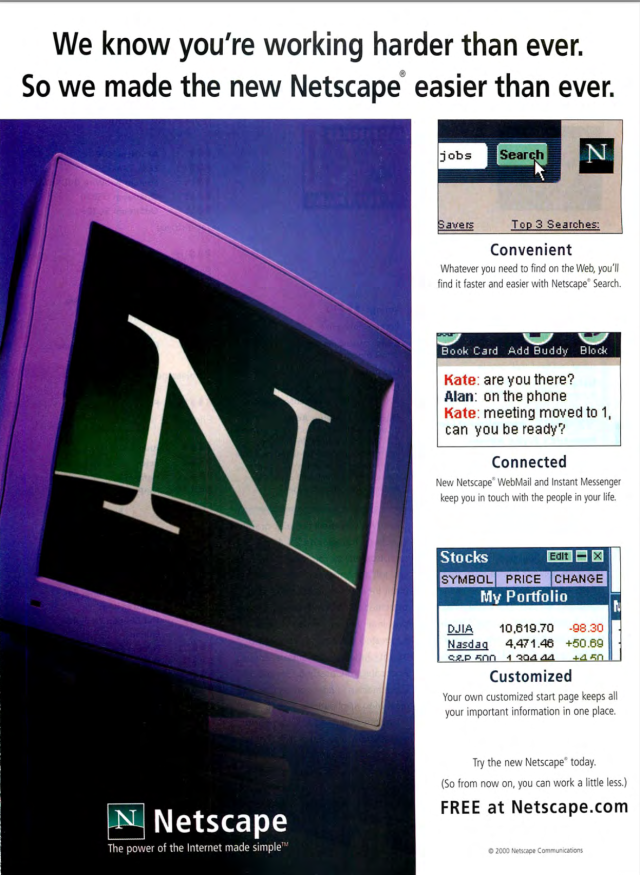 We know you're working harder than ever.
So we made the new Netscape® easier than ever.
N
jobs
Search
N
Savers
Top 3 Searches:
Convenient
Whatever you need to find on the Web, you'll
find it faster and easier with Netscape® Search.
Book Card Add Buddy Block
Kate: are you there?
Alan: on the phone
Kate: meeting moved to 1,
can you be ready?
Connected
New Netscape® WebMail and Instant Messenger
keep you in touch with the people in your life.
Stocks Edit
SYMBOL PRICE CHANGE
My Portfolio
DJIA 10,619.70 -98.30
Nasdaq 4,471.46 +50.69
S&P 500 1,394.44 +4.50
Customized
Your own customized start page keeps all
your important information in one place.
Try the new Netscape® today.
(So from now on, you can work a little less.)
FREE at Netscape.com
N Netscape
The power of the Internet made simple™
© 2000 Netscape Communications